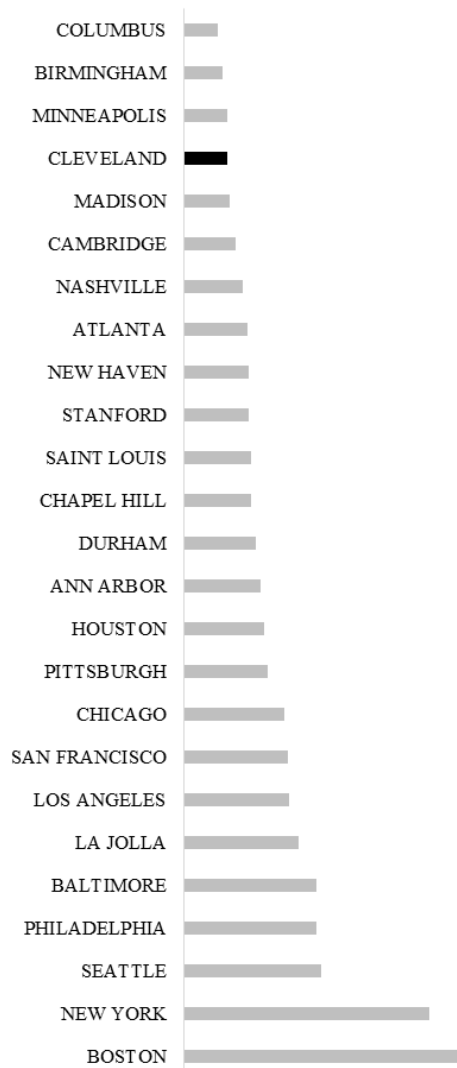 COLUMBUS
BIRMINGHAM
MINNEAPOLIS
CLEVELAND
MADISON
CAMBRIDGE
NASHVILLE
ATLANTA
NEW HAVEN
STANFORD
SAINT LOUIS
CHAPEL HILL
DURHAM
ANN ARBOR
HOUSTON
PITTSBURGH
CHICAGO
SAN FRANCISCO
LOS ANGELES
LA JOLLA
BALTIMORE
PHILADELPHIA
SEATTLE
NEW YORK
BOSTON